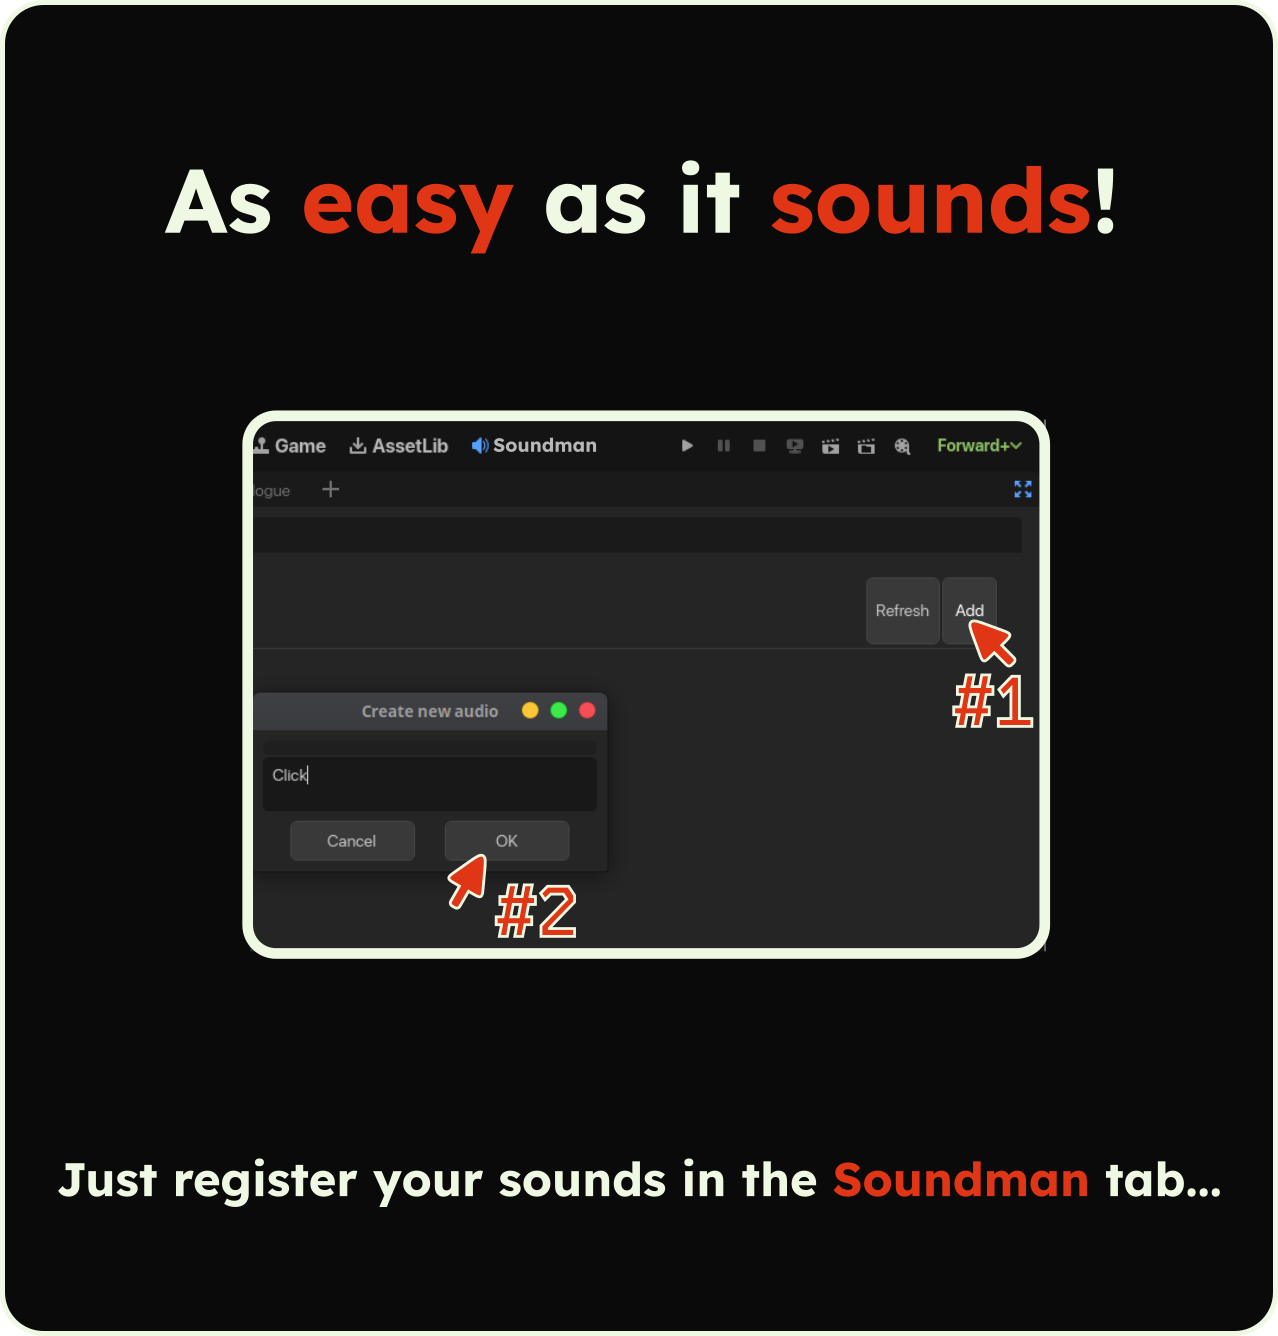 As easy as it sounds!
Game AssetLib Soundman Forward+
logue
Refresh Add
#1
Create new audio
Click
Cancel OK
#2
Just register your sounds in the Soundman tab...